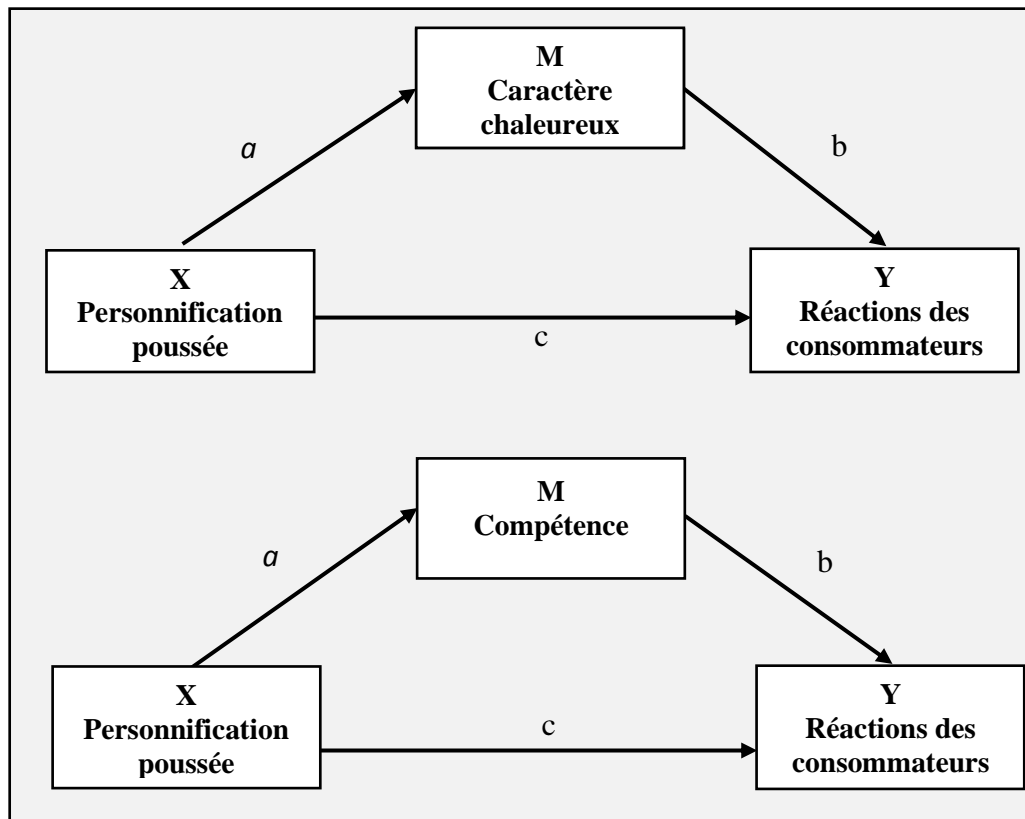 M
Caractère
chaleureux
a
b
X
Personnification
poussée
c
Y
Réactions des
consommateurs
M
Compétence
a
b
X
Personnification
poussée
c
Y
Réactions des
consommateurs